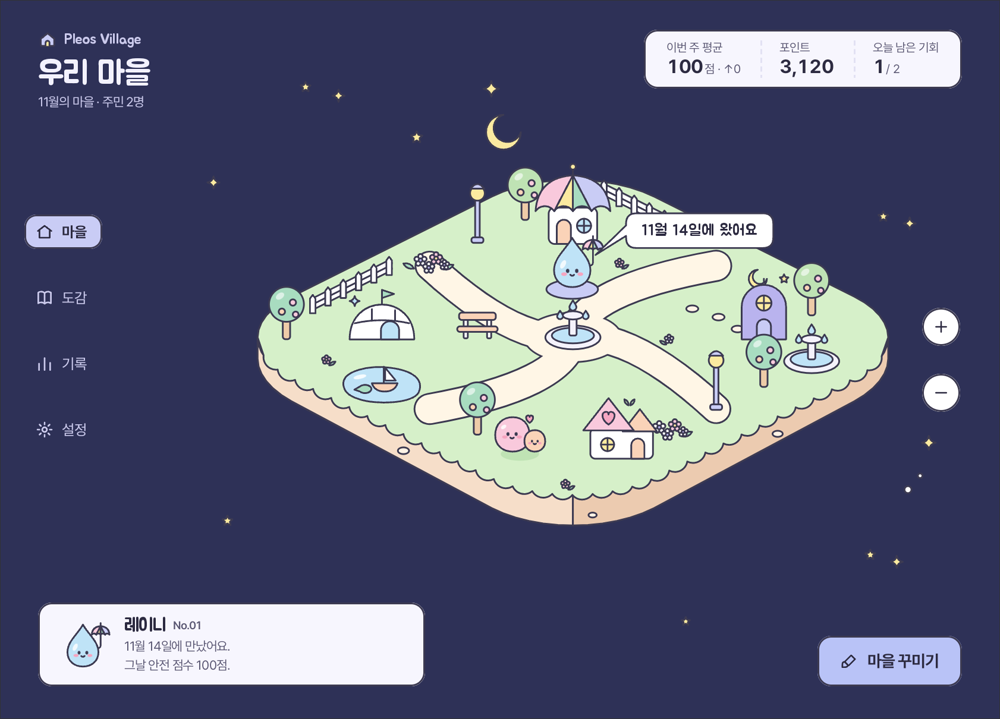 Pleos Village
우리 마을
11월의 마을 · 주민 2명
이번 주 평균
100점 · ↑0
포인트
3,120
오늘 남은 기회
1 / 2
마을
도감
기록
설정
11월 14일에 왔어요
+
−
레이니 No.01
11월 14일에 만났어요.
그날 안전 점수 100점.
마을 꾸미기